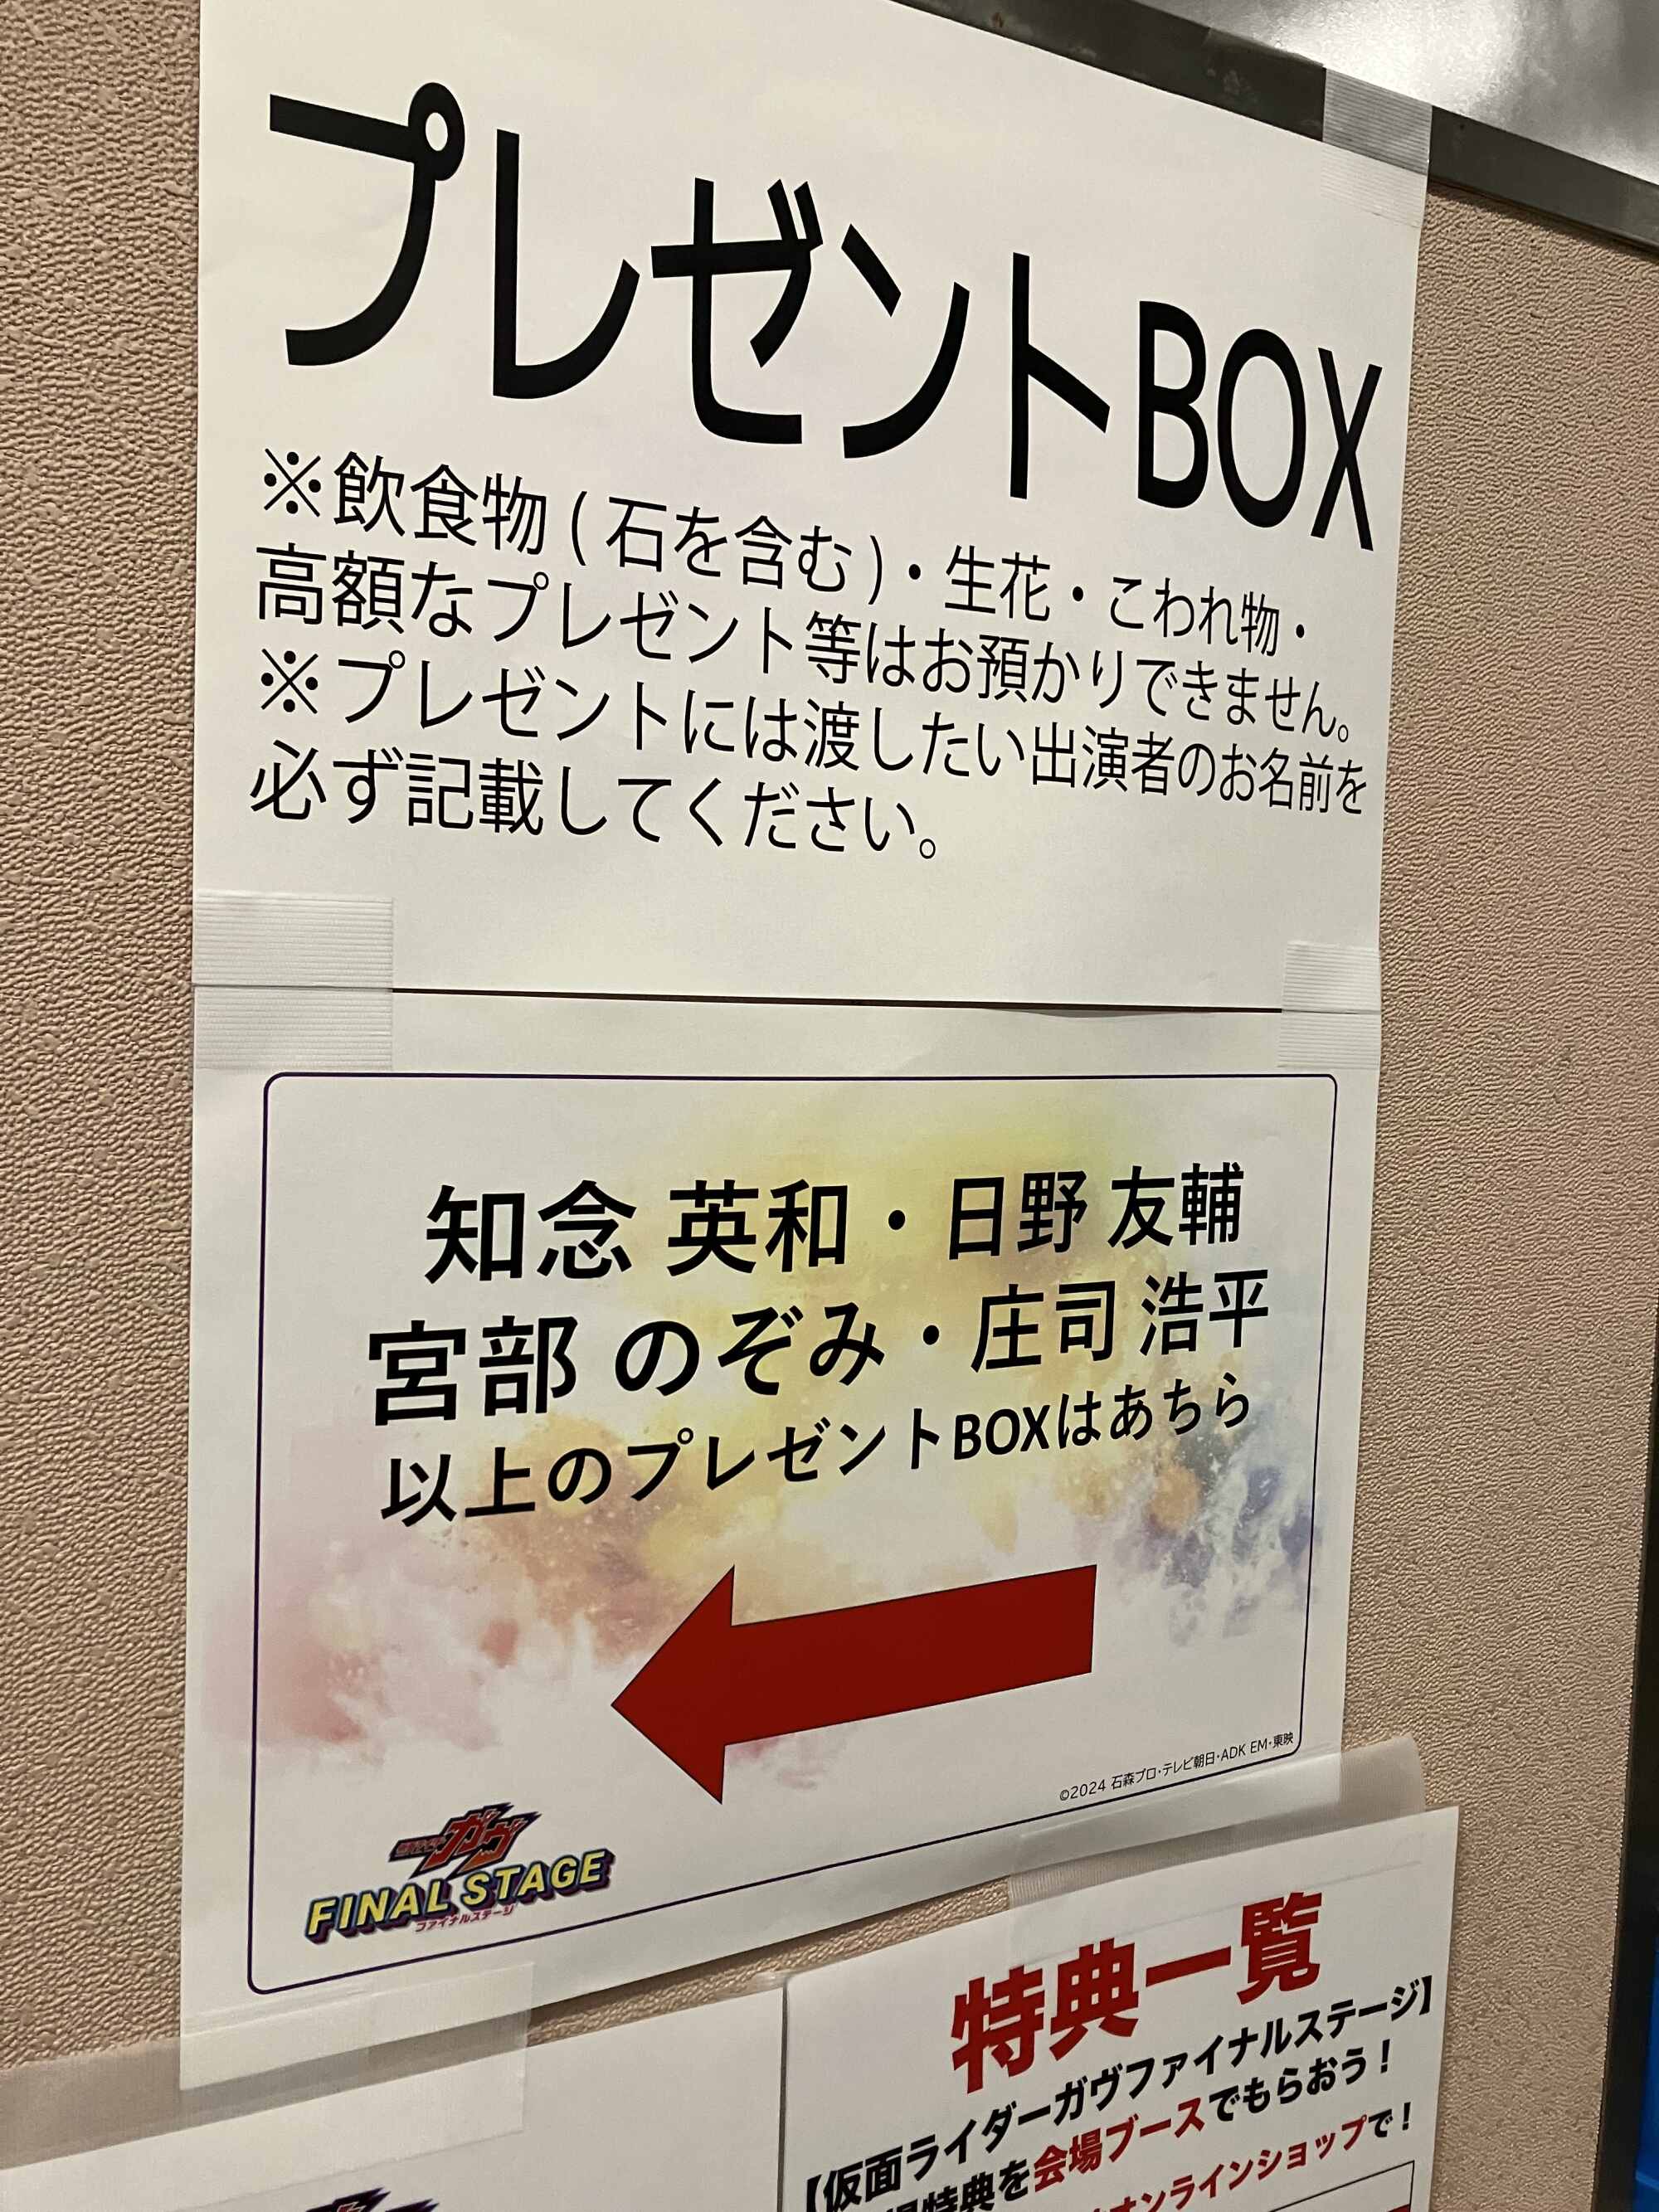 プレゼントBOX
※飲食物(石を含む)・生花・こわれ物・
高額なプレゼント等はお預かりできません。
※プレゼントには渡したい出演者のお名前を
必ず記載してください。
知念 英和・日野 友輔
宮部 のぞみ・庄司 浩平
以上のプレゼントBOXはあちら
©2024 石森プロ・テレビ朝日・ADK EM・東映
仮面ライダー
ガヴ
FINAL STAGE
ファイナルステージ
特典一覧
【仮面ライダーガヴファイナルステージ】
特典を会場ブースでもらおう！
オンラインショップで！